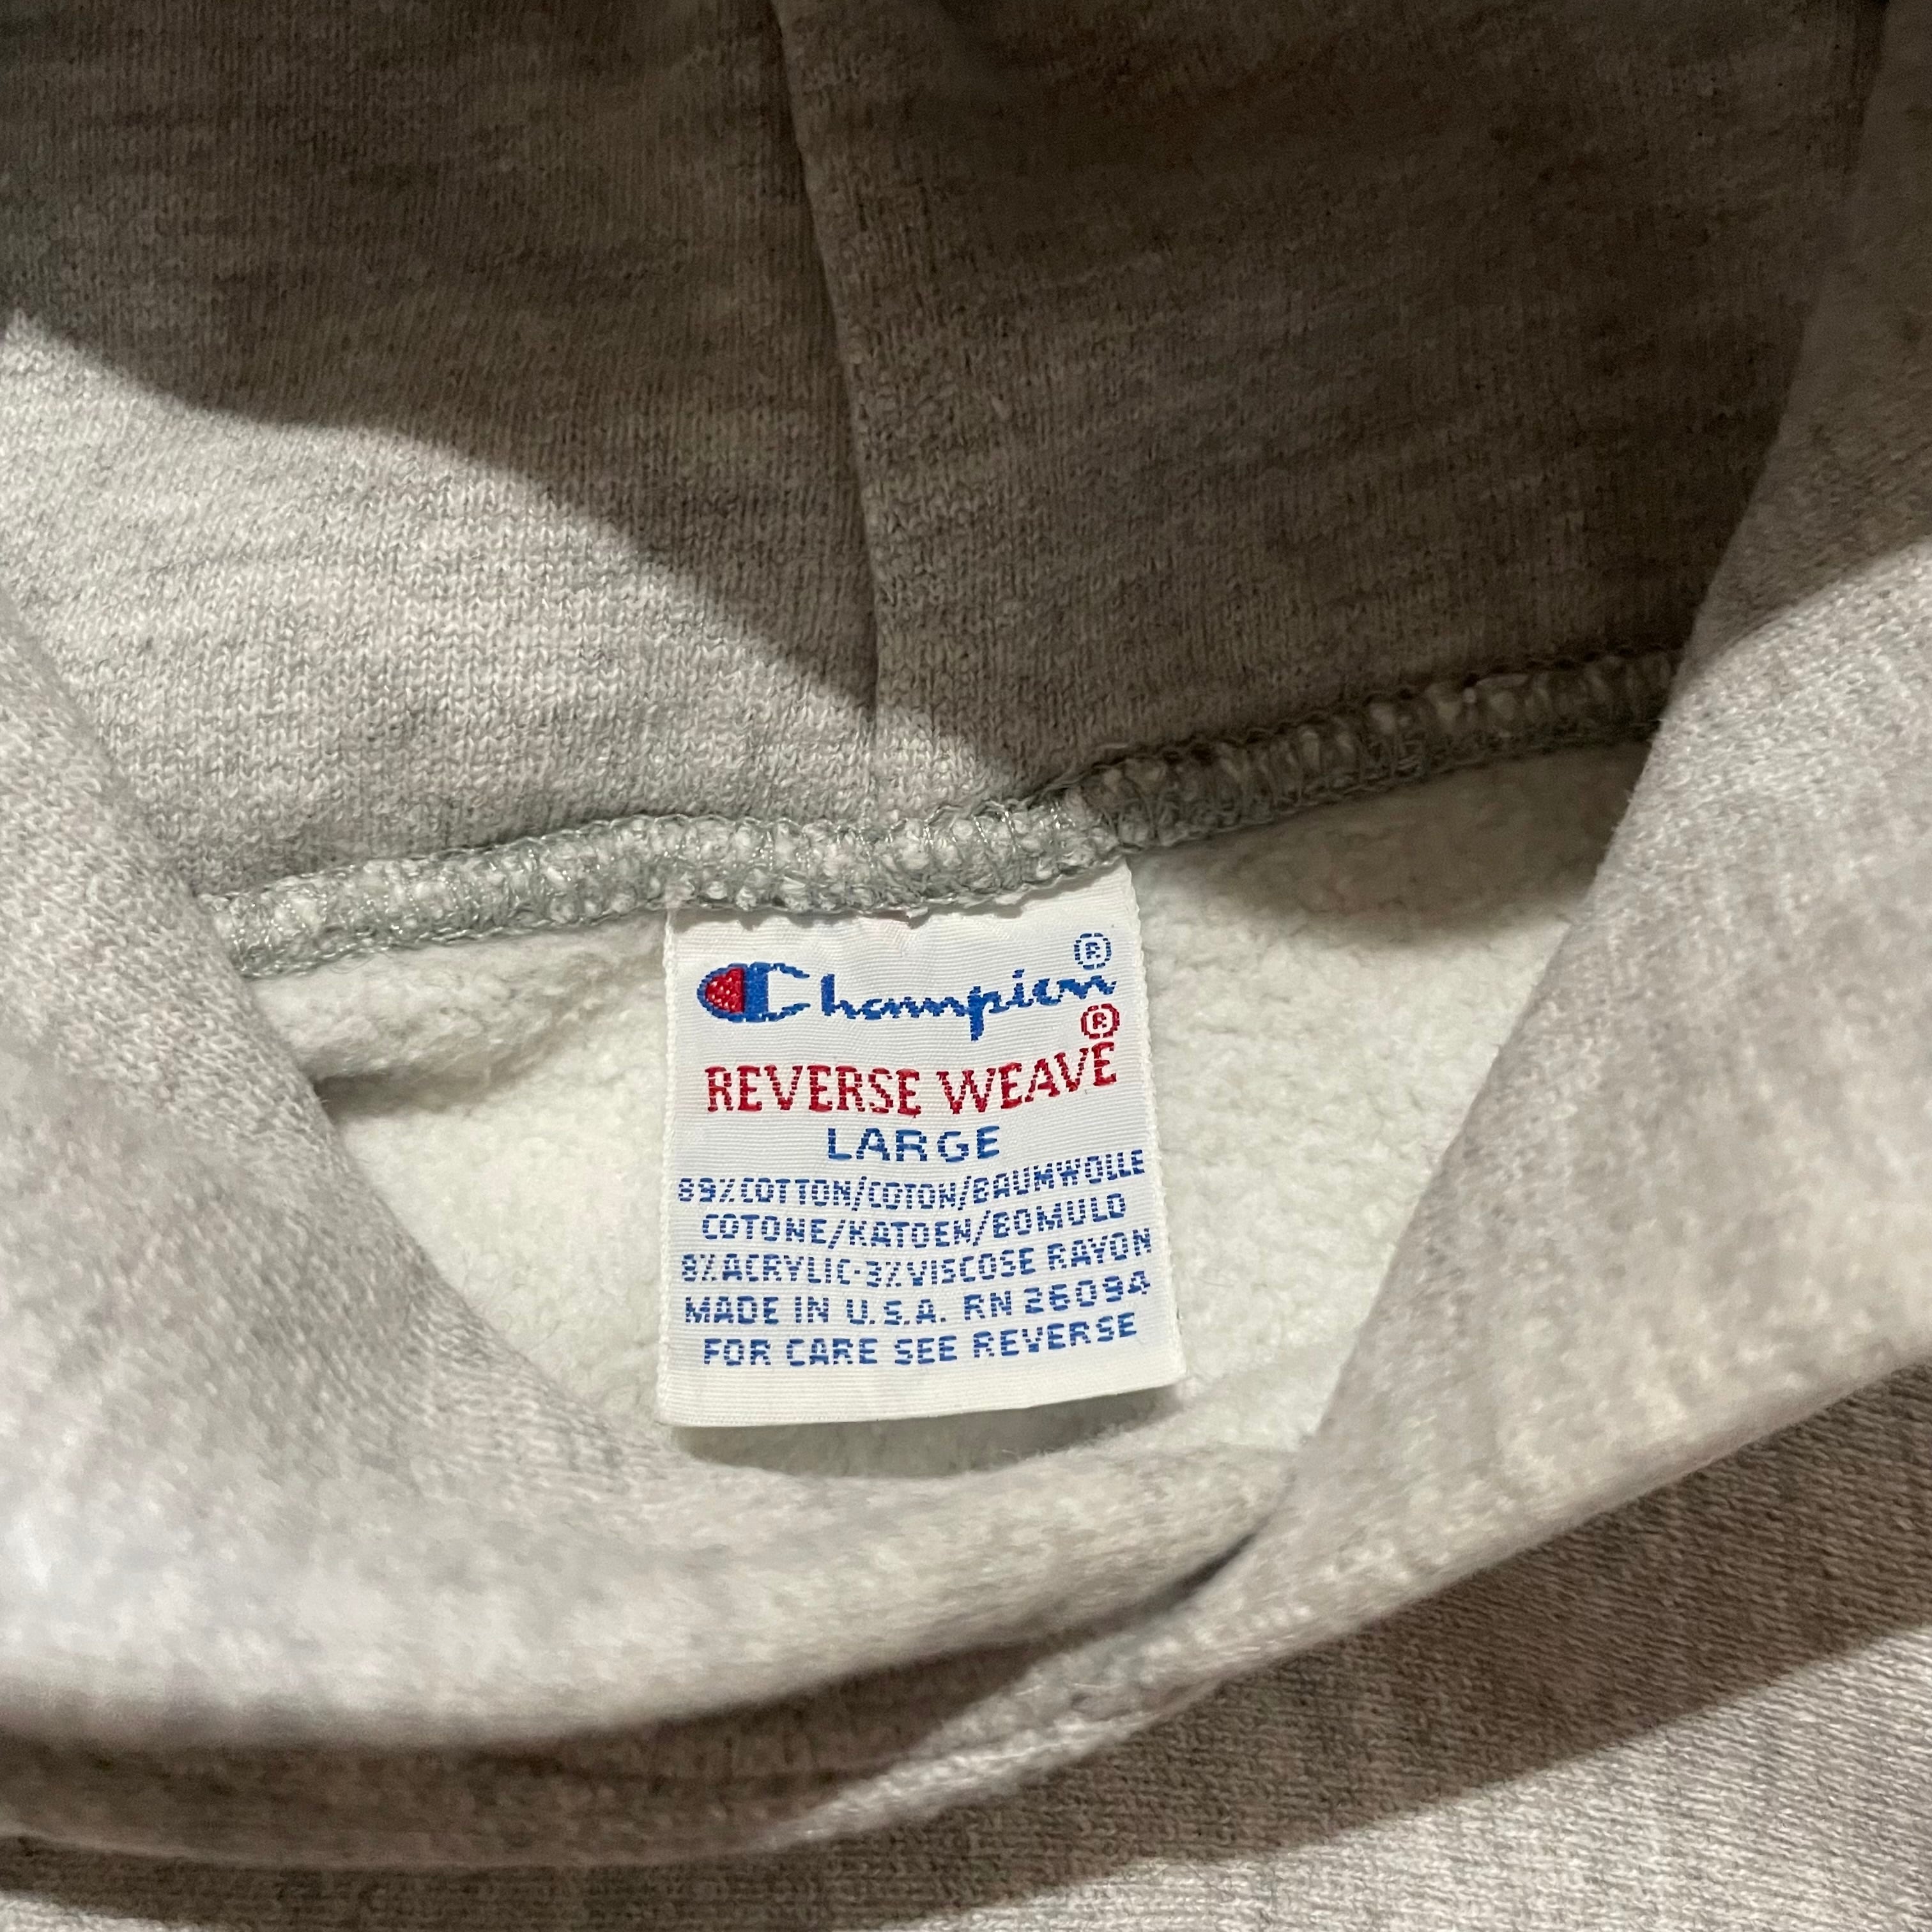 Champion®
REVERSE WEAVE®
LARGE
89%COTTON/COTON/BAUMWOLLE
COTONE/KATOEN/BOMULD
8%ACRYLIC-3%VISCOSE RAYON
MADE IN U.S.A. RN 26094
FOR CARE SEE REVERSE